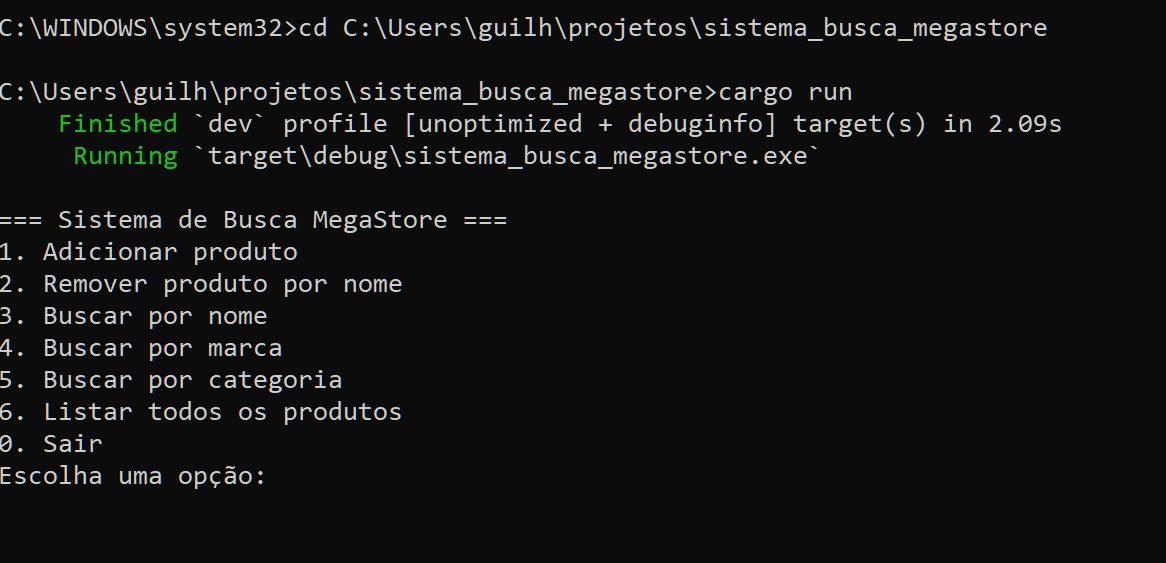 C:\WINDOWS\system32>cd C:\Users\guilh\projetos\sistema_busca_megastore
C:\Users\guilh\projetos\sistema_busca_megastore>cargo run
Finished `dev` profile [unoptimized + debuginfo] target(s) in 2.09s
Running `target\debug\sistema_busca_megastore.exe`
=== Sistema de Busca MegaStore ===
1. Adicionar produto
2. Remover produto por nome
3. Buscar por nome
4. Buscar por marca
5. Buscar por categoria
6. Listar todos os produtos
0. Sair
Escolha uma opção: